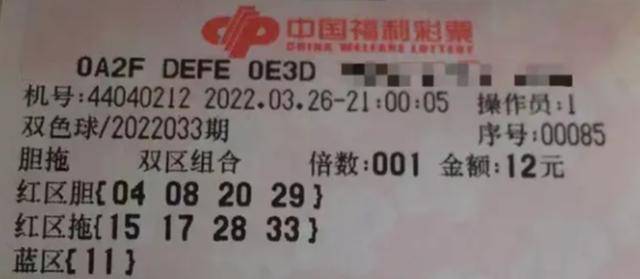 中国福利彩票
CHINA WELFARE LOTTERY
0A2F DEFE 0E3D
机号:44040212 2022.03.26-21:00:05 操作员:1
双色球/2022033期 序号:00085
胆拖 双区组合 倍数:001 金额:12元
红区胆{04 08 20 29}
红区拖{15 17 28 33}
蓝区{11}